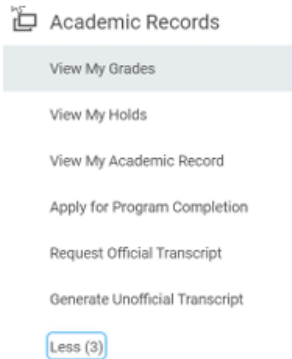 Academic Records
View My Grades
View My Holds
View My Academic Record
Apply for Program Completion
Request Official Transcript
Generate Unofficial Transcript
Less (3)